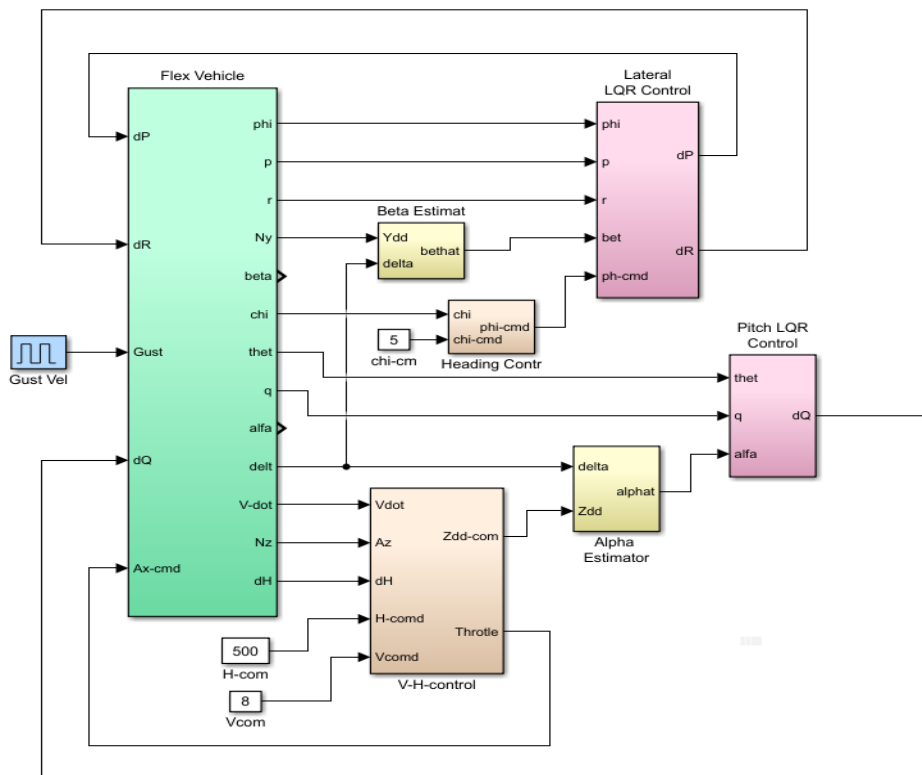 Flex Vehicle
dP
dR
Gust
dQ
Ax-cmd
phi
p
r
Ny
beta
chi
thet
q
alfa
delt
V-dot
Nz
dH
Gust Vel
Lateral
LQR Control
phi
p
r
bet
ph-cmd
dP
dR
Beta Estimat
Ydd
delta
bethat
chi
chi-cmd
phi-cmd
Heading Contr
5
chi-cm
Pitch LQR
Control
thet
q
alfa
dQ
delta
Zdd
alphat
Alpha
Estimator
Vdot
Az
dH
H-comd
Vcomd
Zdd-com
Throtle
V-H-control
500
H-com
8
Vcom